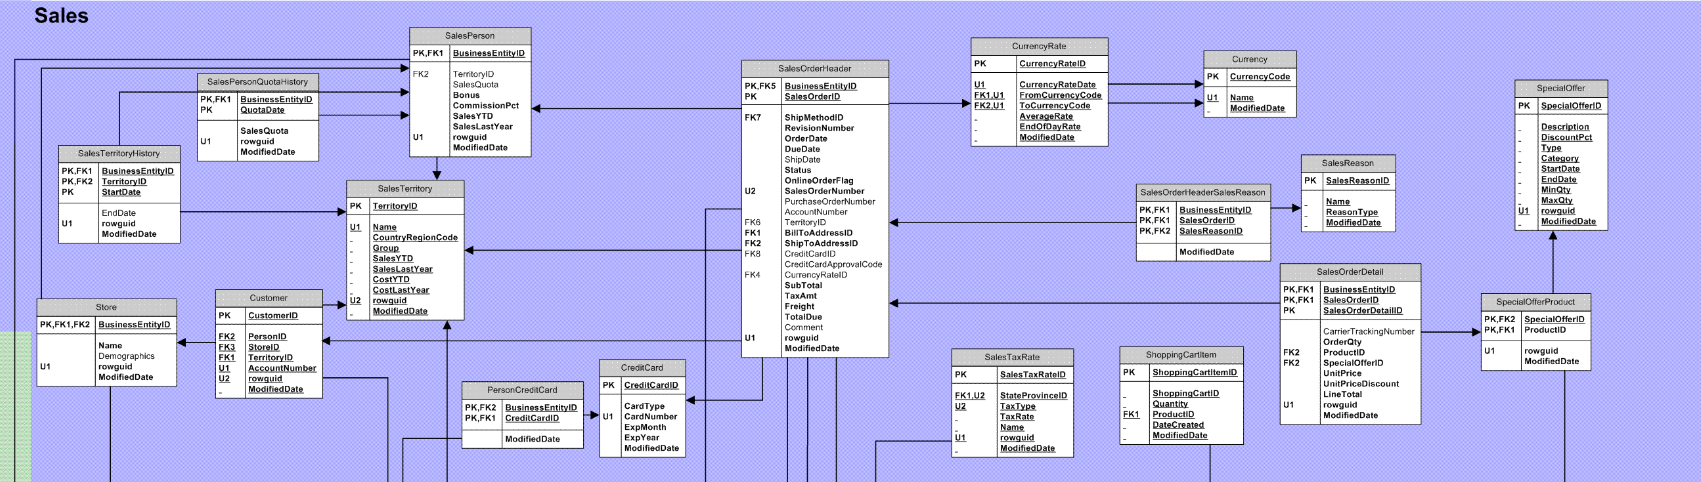 Sales
SalesPerson
PK,FK1 BusinessEntityID
FK2 TerritoryID
SalesQuota
Bonus
CommissionPct
SalesYTD
SalesLastYear
U1 rowguid
ModifiedDate
SalesPersonQuotaHistory
PK,FK1 BusinessEntityID
PK QuotaDate
SalesQuota
U1 rowguid
ModifiedDate
SalesTerritoryHistory
PK,FK1 BusinessEntityID
PK,FK2 TerritoryID
PK StartDate
EndDate
U1 rowguid
ModifiedDate
SalesTerritory
PK TerritoryID
U1 Name
CountryRegionCode
Group
SalesYTD
SalesLastYear
CostYTD
CostLastYear
U2 rowguid
ModifiedDate
Store
PK,FK1,FK2 BusinessEntityID
Name
Demographics
U1 rowguid
ModifiedDate
Customer
PK CustomerID
FK2 PersonID
FK3 StoreID
FK1 TerritoryID
U1 AccountNumber
U2 rowguid
ModifiedDate
PersonCreditCard
PK,FK2 BusinessEntityID
PK,FK1 CreditCardID
ModifiedDate
CreditCard
PK CreditCardID
CardType
U1 CardNumber
ExpMonth
ExpYear
ModifiedDate
SalesOrderHeader
PK,FK5 BusinessEntityID
PK SalesOrderID
FK7 ShipMethodID
RevisionNumber
OrderDate
DueDate
ShipDate
Status
OnlineOrderFlag
U2 SalesOrderNumber
PurchaseOrderNumber
AccountNumber
FK6 TerritoryID
FK1 BillToAddressID
FK2 ShipToAddressID
FK8 CreditCardID
CreditCardApprovalCode
FK4 CurrencyRateID
SubTotal
TaxAmt
Freight
TotalDue
Comment
U1 rowguid
ModifiedDate
CurrencyRate
PK CurrencyRateID
U1 CurrencyRateDate
FK1,U1 FromCurrencyCode
FK2,U1 ToCurrencyCode
AverageRate
EndOfDayRate
ModifiedDate
Currency
PK CurrencyCode
U1 Name
ModifiedDate
SalesOrderHeaderSalesReason
PK,FK1 BusinessEntityID
PK,FK1 SalesOrderID
PK,FK2 SalesReasonID
ModifiedDate
SalesReason
PK SalesReasonID
Name
ReasonType
ModifiedDate
SpecialOffer
PK SpecialOfferID
Description
DiscountPct
Type
Category
StartDate
EndDate
MinQty
MaxQty
U1 rowguid
ModifiedDate
SalesOrderDetail
PK,FK1 BusinessEntityID
PK,FK1 SalesOrderID
PK SalesOrderDetailID
CarrierTrackingNumber
OrderQty
FK2 ProductID
FK2 SpecialOfferID
UnitPrice
UnitPriceDiscount
LineTotal
U1 rowguid
ModifiedDate
SpecialOfferProduct
PK,FK2 SpecialOfferID
PK,FK1 ProductID
U1 rowguid
ModifiedDate
SalesTaxRate
PK SalesTaxRateID
FK1,U2 StateProvinceID
U2 TaxType
TaxRate
Name
U1 rowguid
ModifiedDate
ShoppingCartItem
PK ShoppingCartItemID
ShoppingCartID
Quantity
FK1 ProductID
DateCreated
ModifiedDate